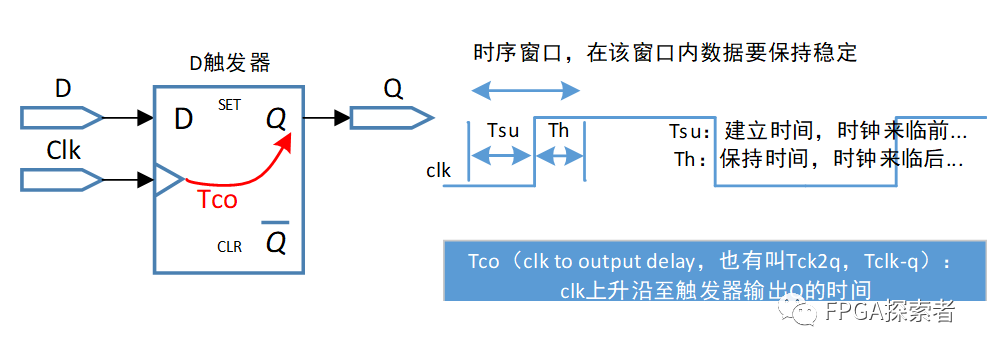 D触发器
D
Clk
D
SET
Q
Tco
CLR
Q
Q
时序窗口，在该窗口内数据要保持稳定
Tsu
Th
clk
Tsu：建立时间，时钟来临前...
Th：保持时间，时钟来临后...
Tco（clk to output delay，也有叫Tck2q，Tclk-q）：
clk上升沿至触发器输出Q的时间
FPGA探索者